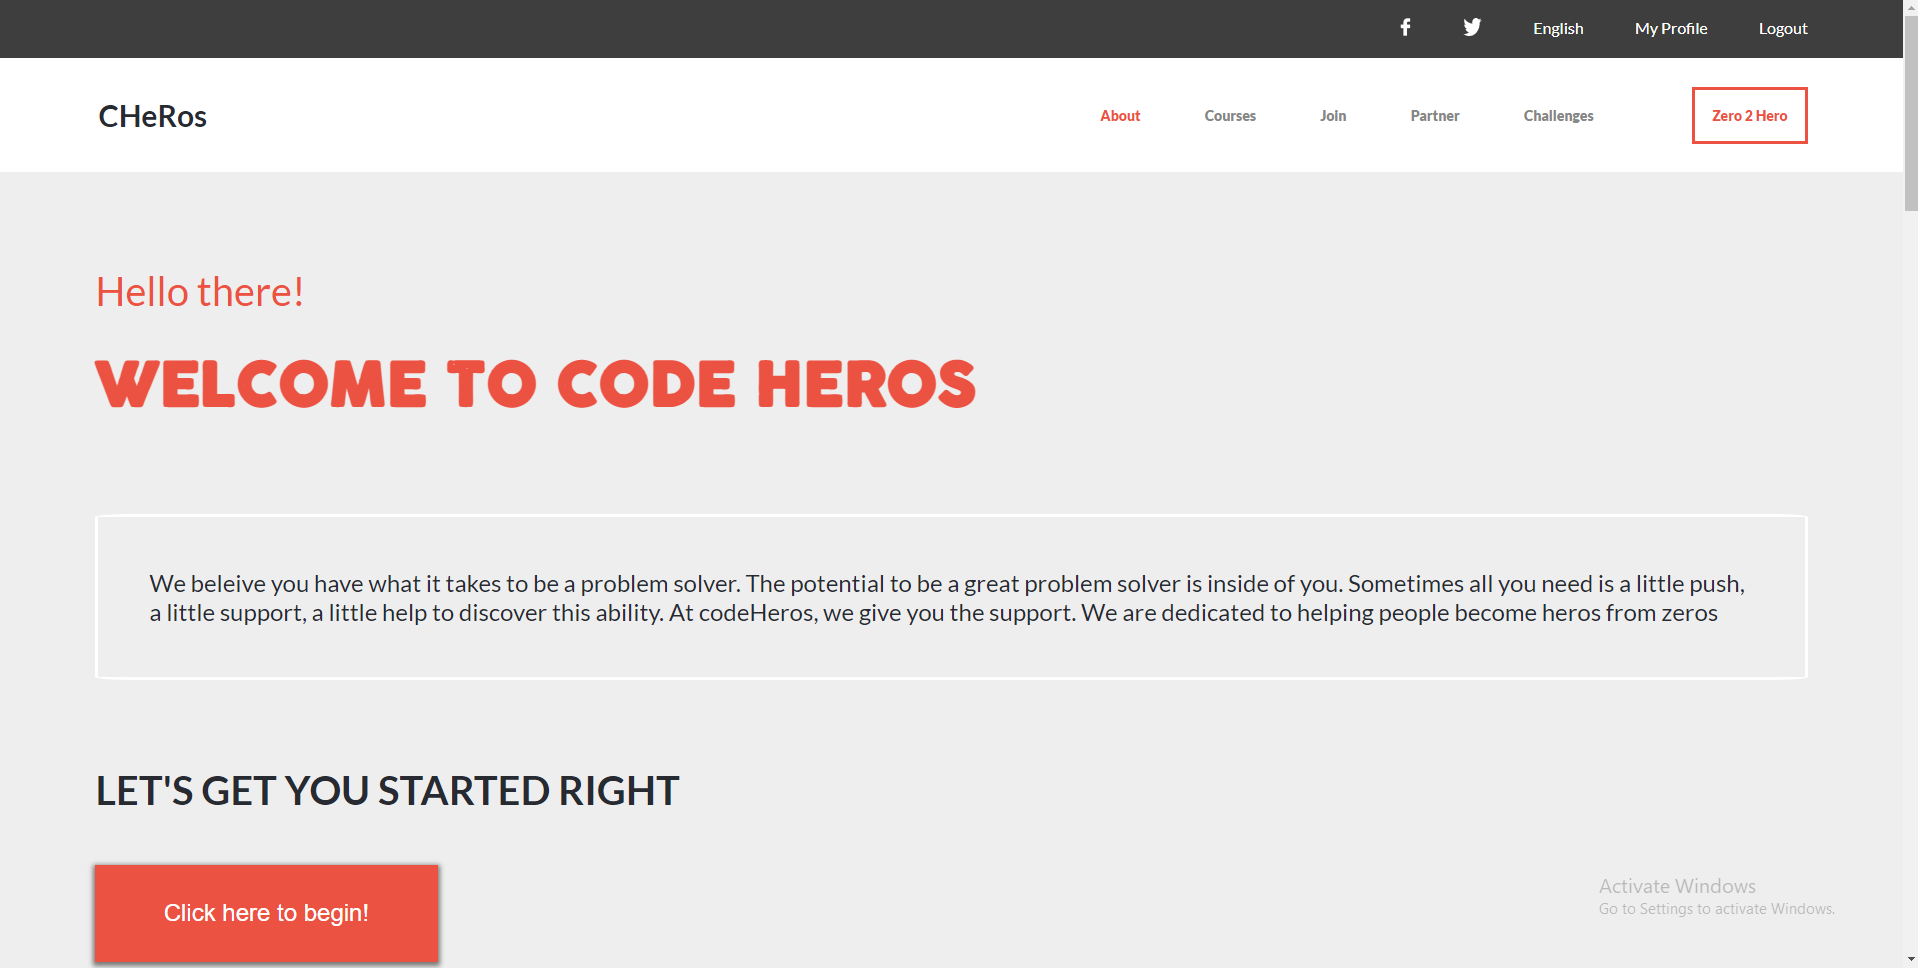 English My Profile Logout
CHeRos
About Courses Join Partner Challenges Zero 2 Hero
Hello there!
WELCOME TO CODE HEROS
We beleive you have what it takes to be a problem solver. The potential to be a great problem solver is inside of you. Sometimes all you need is a little push,
a little support, a little help to discover this ability. At codeHeros, we give you the support. We are dedicated to helping people become heros from zeros
LET'S GET YOU STARTED RIGHT
Click here to begin!
Activate Windows
Go to Settings to activate Windows.